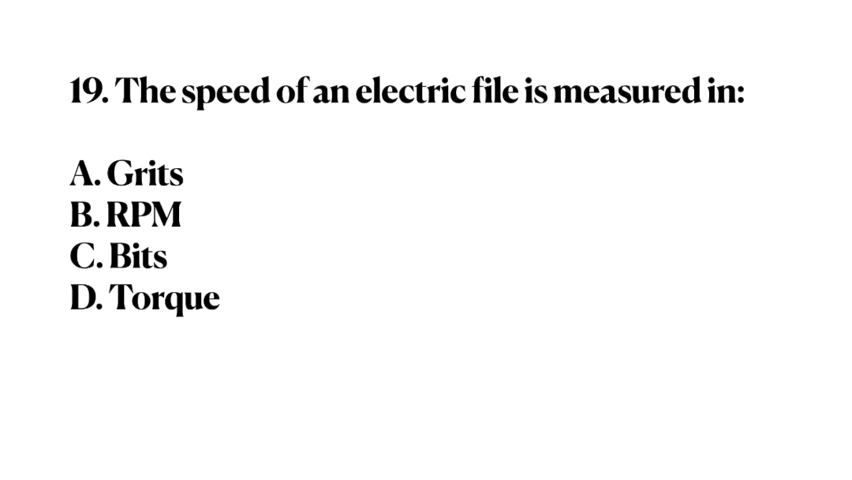 19. The speed of an electric file is measured in:
A. Grits
B. RPM
C. Bits
D. Torque